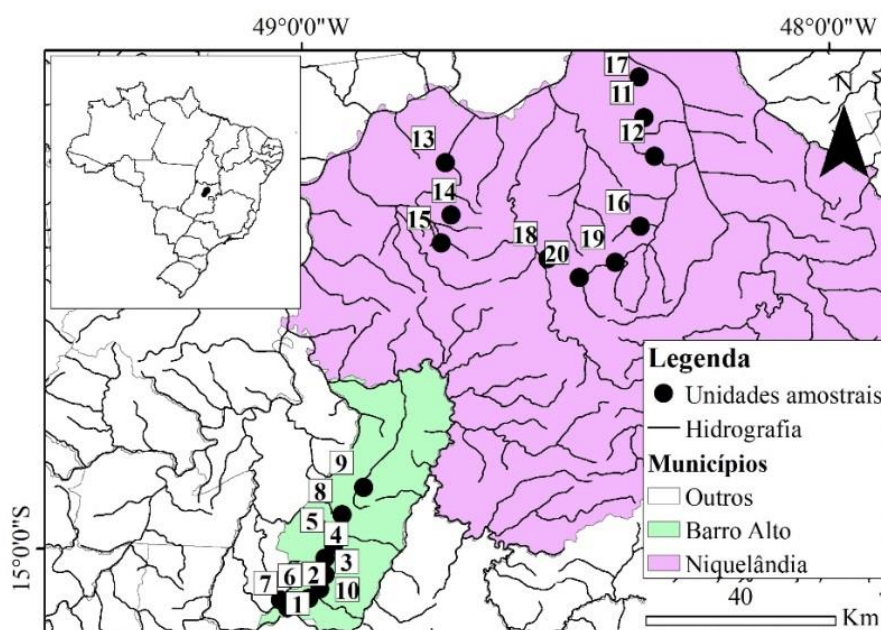 49°0'0"W
48°0'0"W
17
11
N
12
13
14
16
15
18
19
20
Legenda
Unidades amostrais
Hidrografia
Municípios
Outros
Barro Alto
Niquelândia
9
8
5
4
15°0'0"S
3
7
6
2
10
1
40
Km